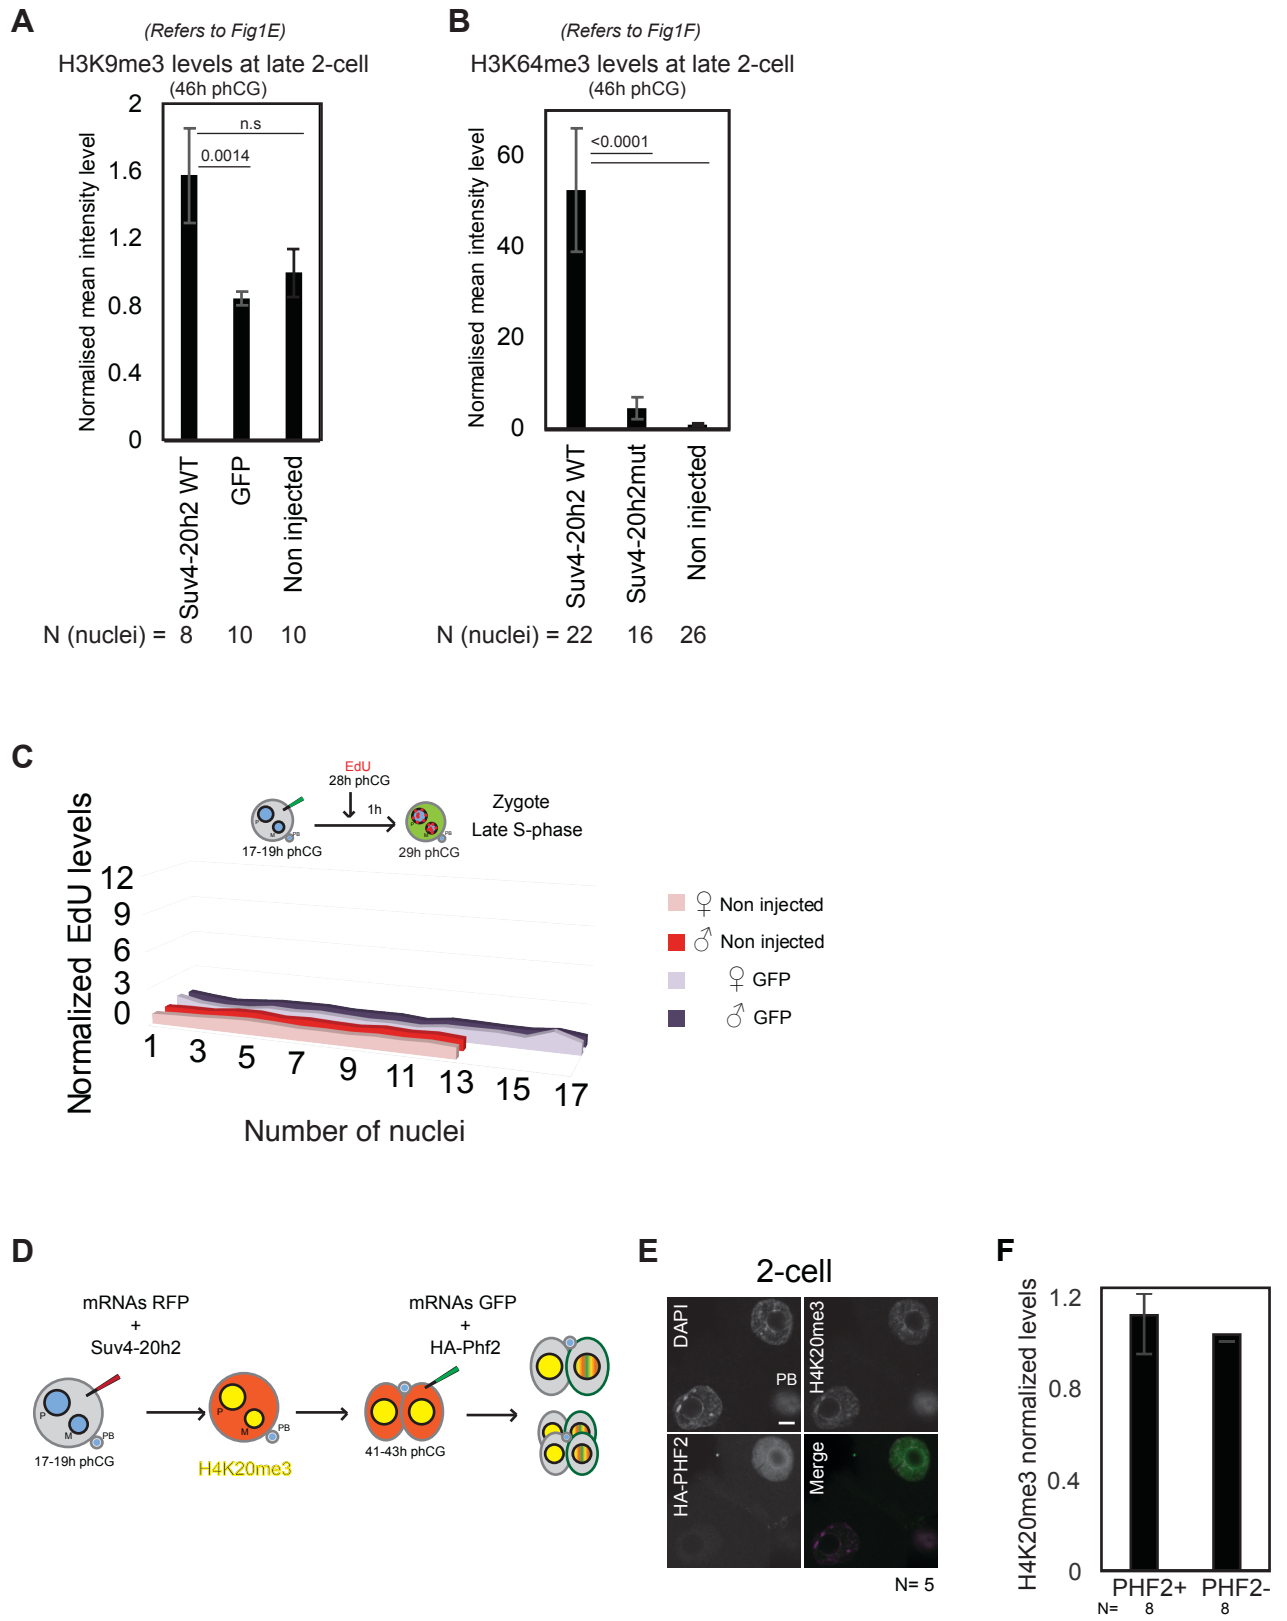 A
(Refers to Fig1E)
H3K9me3 levels at late 2-cell
(46h phCG)
Normalised mean intensity level
2
1.6
1.2
0.8
0.4
0
n.s
0.0014
Suv4-20h2 WT
GFP
Non injected
N (nuclei) = 8 10 10
B
(Refers to Fig1F)
H3K64me3 levels at late 2-cell
(46h phCG)
Normalised mean intensity level
60
40
20
0
<0.0001
Suv4-20h2 WT
Suv4-20h2mut
Non injected
N (nuclei) = 22 16 26
C
EdU
28h phCG
1h
P
M
PB
17-19h phCG
P
M
PB
29h phCG
Zygote
Late S-phase
Normalized EdU levels
12
9
6
3
0
1 3 5 7 9 11 13 15 17
Number of nuclei
♀ Non injected
♂ Non injected
♀ GFP
♂ GFP
D
mRNAs RFP
+
Suv4-20h2
P
M
PB
17-19h phCG
P
M
PB
H4K20me3
mRNAs GFP
+
HA-Phf2
41-43h phCG
E
2-cell
DAPI
H4K20me3
PB
HA-PHF2
Merge
N= 5
F
H4K20me3 normalized levels
1.2
0.8
0.4
0
PHF2+ PHF2-
N= 8 8